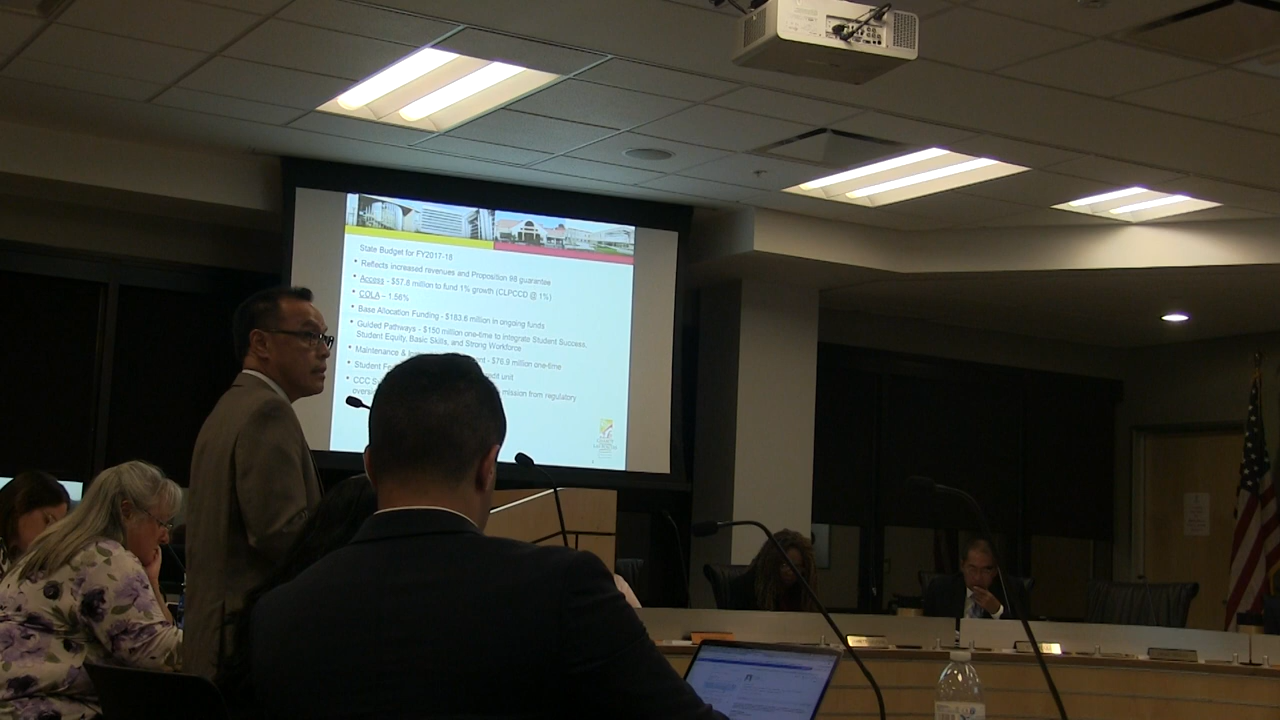 State Budget for FY2017-18
• Reflects increased revenues and Proposition 98 guarantee
• Access - $57.8 million to fund 1% growth (CLPCCD @ 1%)
• COLA – 1.56%
• Base Allocation Funding - $183.6 million in ongoing funds
• Guided Pathways - $150 million one-time to integrate Student Success,
Student Equity, Basic Skills, and Strong Workforce
• Maintenance & - $76.9 million one-time
• Student unit
• CCC mission from regulatory